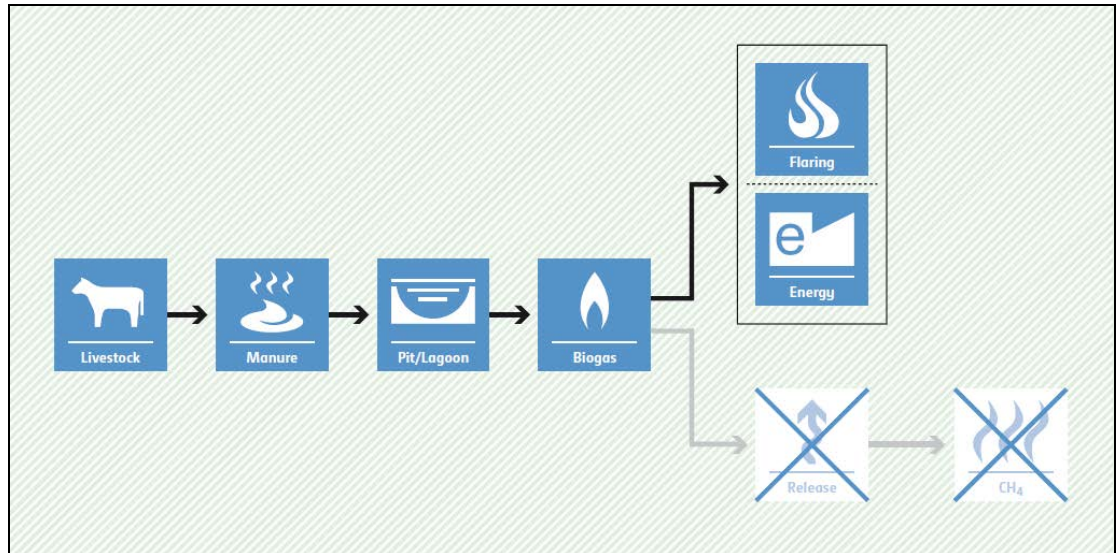 Flaring
e
Energy
Livestock
Manure
Pit/Lagoon
Biogas
Release
CH₄